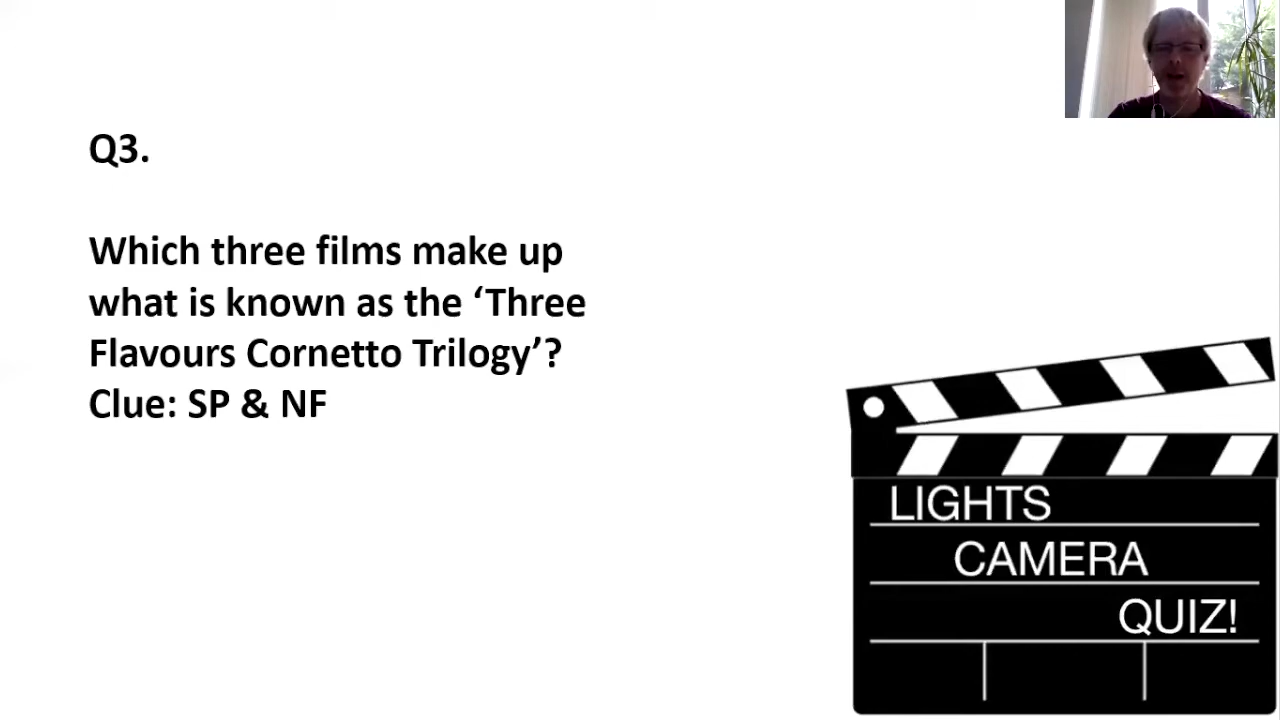 Q3.
Which three films make up
what is known as the ‘Three
Flavours Cornetto Trilogy’?
Clue: SP & NF
LIGHTS
CAMERA
QUIZ!